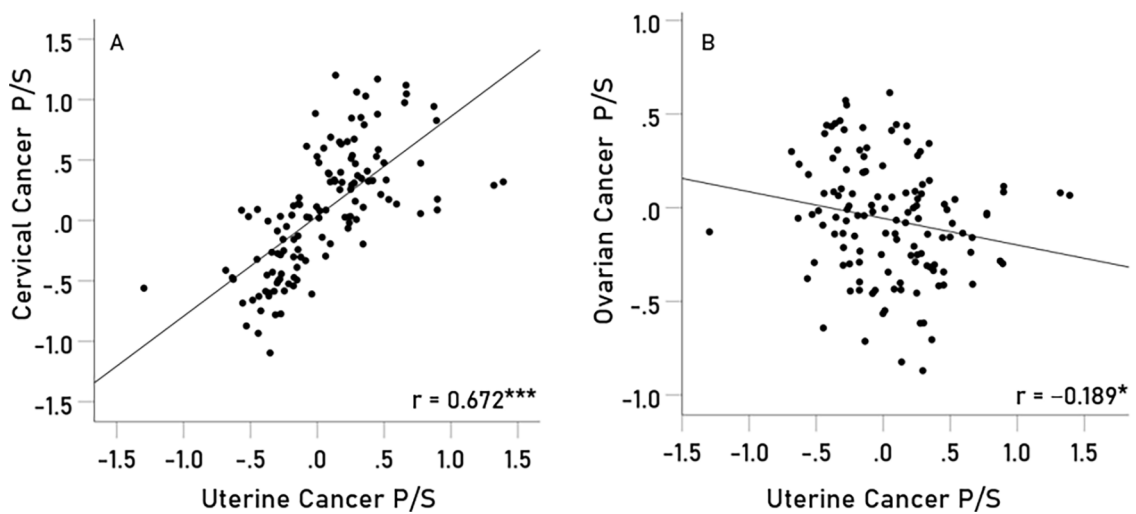 A
Cervical Cancer P/S
1.5
1.0
.5
.0
-.5
-1.0
-1.5
r = 0.672***
-1.5 -1.0 -.5 .0 .5 1.0 1.5
Uterine Cancer P/S
B
Ovarian Cancer P/S
1.0
.5
.0
-.5
-1.0
r = −0.189*
-1.5 -1.0 -.5 .0 .5 1.0 1.5
Uterine Cancer P/S